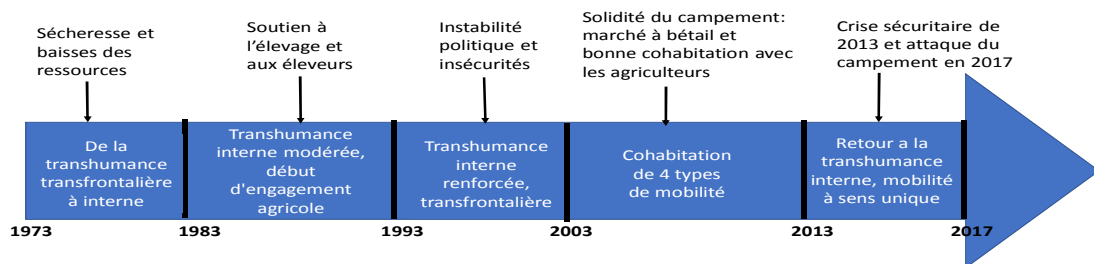 Sécheresse et
baisses des
ressources
Soutien à
l'élevage et
aux éleveurs
Instabilité
politique et
insécurités
Solidité du campement:
marché à bétail et
bonne cohabitation avec
les agriculteurs
Crise sécuritaire de
2013 et attaque du
campement en 2017
De la
transhumance
transfrontalière
à interne
Transhumance
interne modérée,
début
d'engagement
agricole
Transhumance
interne
renforcée,
transfrontalière
Cohabitation
de 4 types
de mobilité
Retour a la
transhumance
interne, mobilité
à sens unique
1973 1983 1993 2003 2013 2017